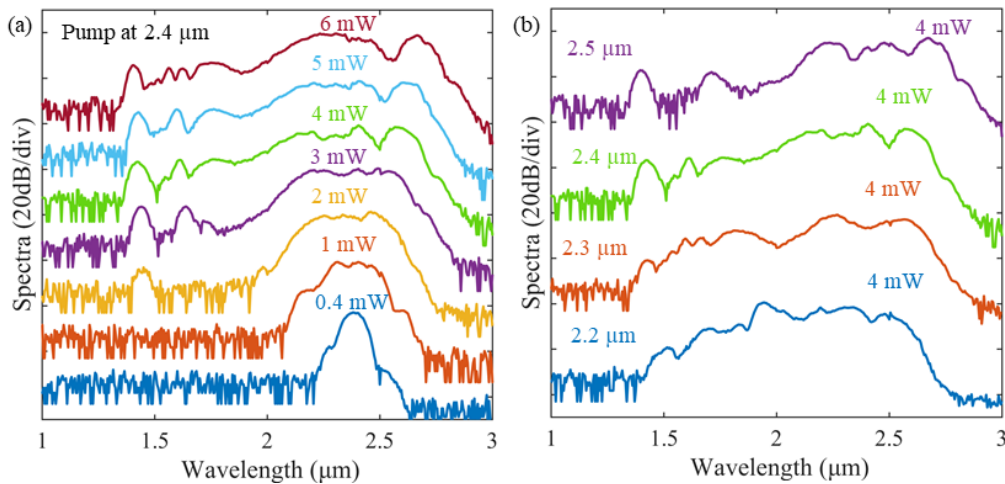 (a)
Pump at 2.4 μm
6 mW
5 mW
4 mW
3 mW
2 mW
1 mW
0.4 mW
Spectra (20dB/div)
1 1.5 2 2.5 3
Wavelength (μm)
(b)
2.5 μm 4 mW
2.4 μm 4 mW
2.3 μm 4 mW
2.2 μm 4 mW
Spectra (20dB/div)
1 1.5 2 2.5 3
Wavelength (μm)